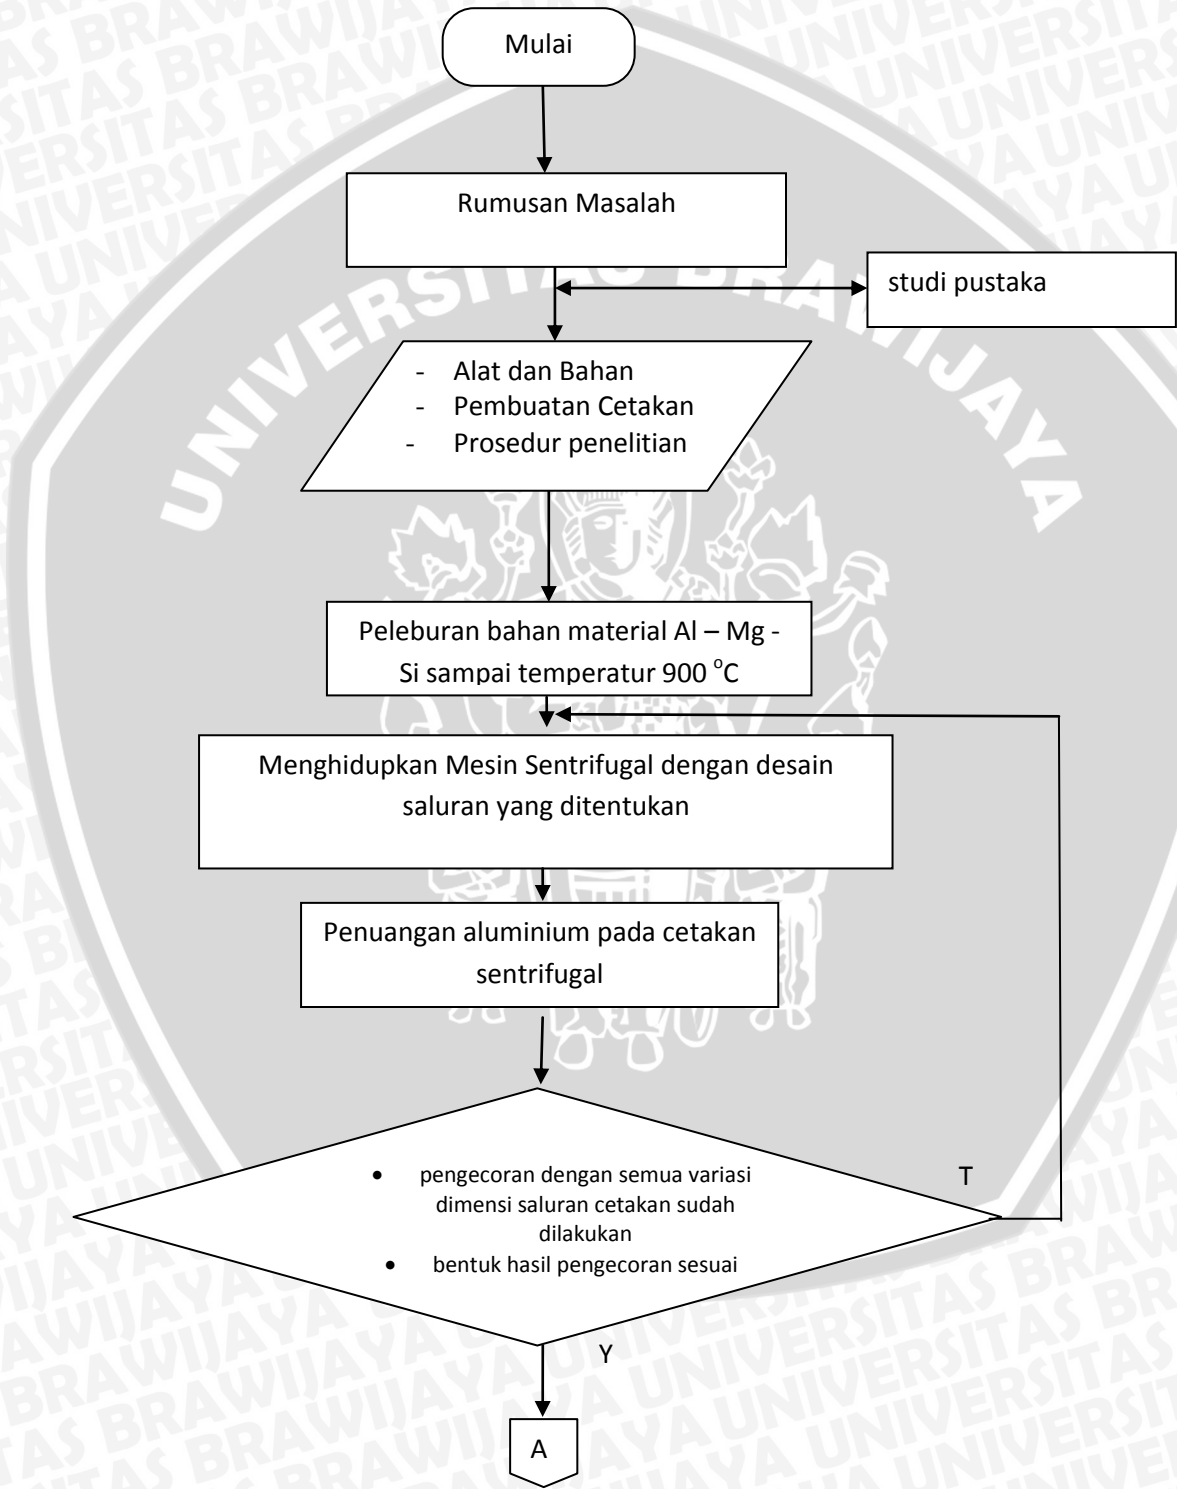 Mulai
Rumusan Masalah
studi pustaka
- Alat dan Bahan
- Pembuatan Cetakan
- Prosedur penelitian
Peleburan bahan material Al – Mg -
Si sampai temperatur 900 °C
Menghidupkan Mesin Sentrifugal dengan desain
saluran yang ditentukan
Penuangan aluminium pada cetakan
sentrifugal
• pengecoran dengan semua variasi
dimensi saluran cetakan sudah
dilakukan
• bentuk hasil pengecoran sesuai
T
Y
A
UNIVERSITAS BRAWIJAYA